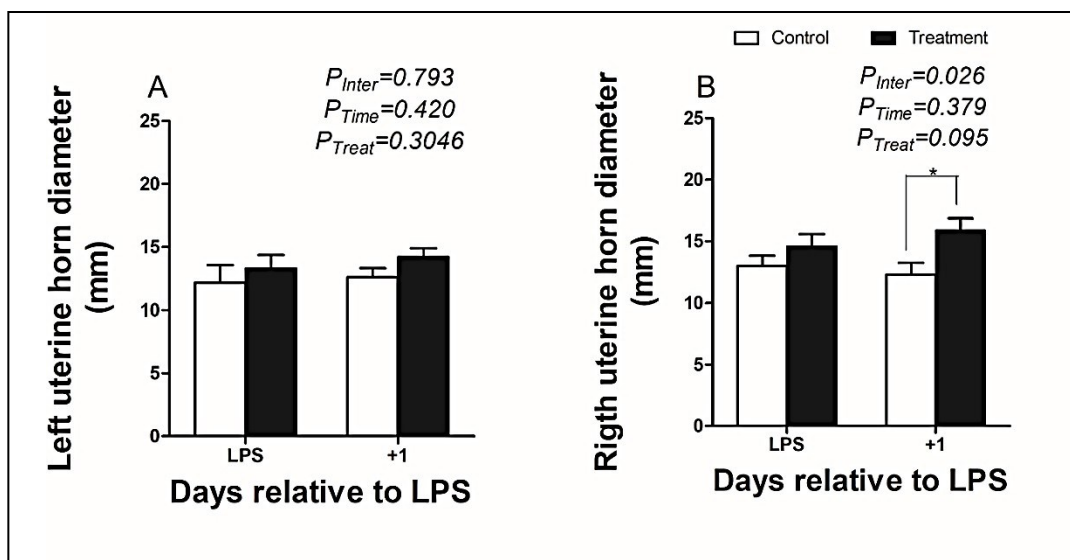 Control Treatment
A
P_Inter=0.793
P_Time=0.420
P_Treat=0.3046
Left uterine horn diameter
(mm)
25
20
15
10
5
0
LPS +1
Days relative to LPS
B
P_Inter=0.026
P_Time=0.379
P_Treat=0.095
*
Rigth uterine horn diameter
(mm)
25
20
15
10
5
0
LPS +1
Days relative to LPS